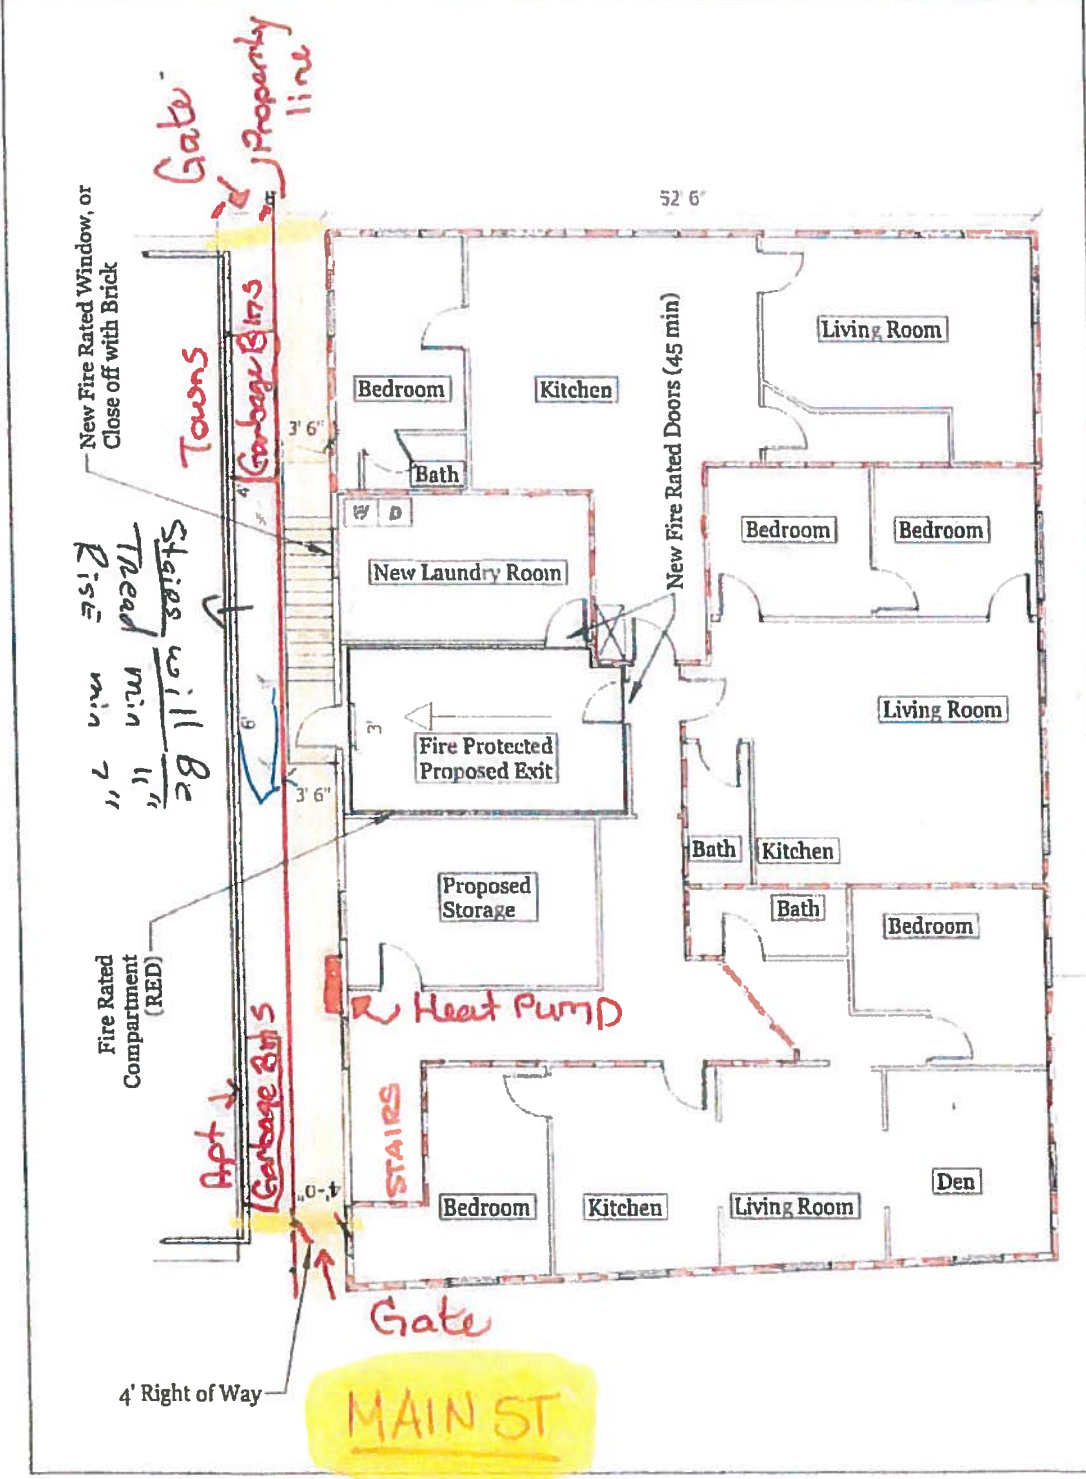 Gate
Property
line
New Fire Rated Window, or
Close off with Brick
Towns
Garbage Bins
52' 6"
Living Room
Bedroom
Kitchen
3' 6"
4'
Bath
New Fire Rated Doors (45 min)
W D
Bedroom
Bedroom
Stairs will Be
Tread min 11"
Rise min 7"
New Laundry Room
Living Room
6'
3'
Fire Protected
Proposed Exit
3' 6"
Bath
Kitchen
Proposed
Storage
Bath
Bedroom
Fire Rated
Compartment
(RED)
Heat Pump
Apt
Garbage Bins
STAIRS
4'-0"
Bedroom
Kitchen
Living Room
Den
Gate
4' Right of Way
MAIN ST